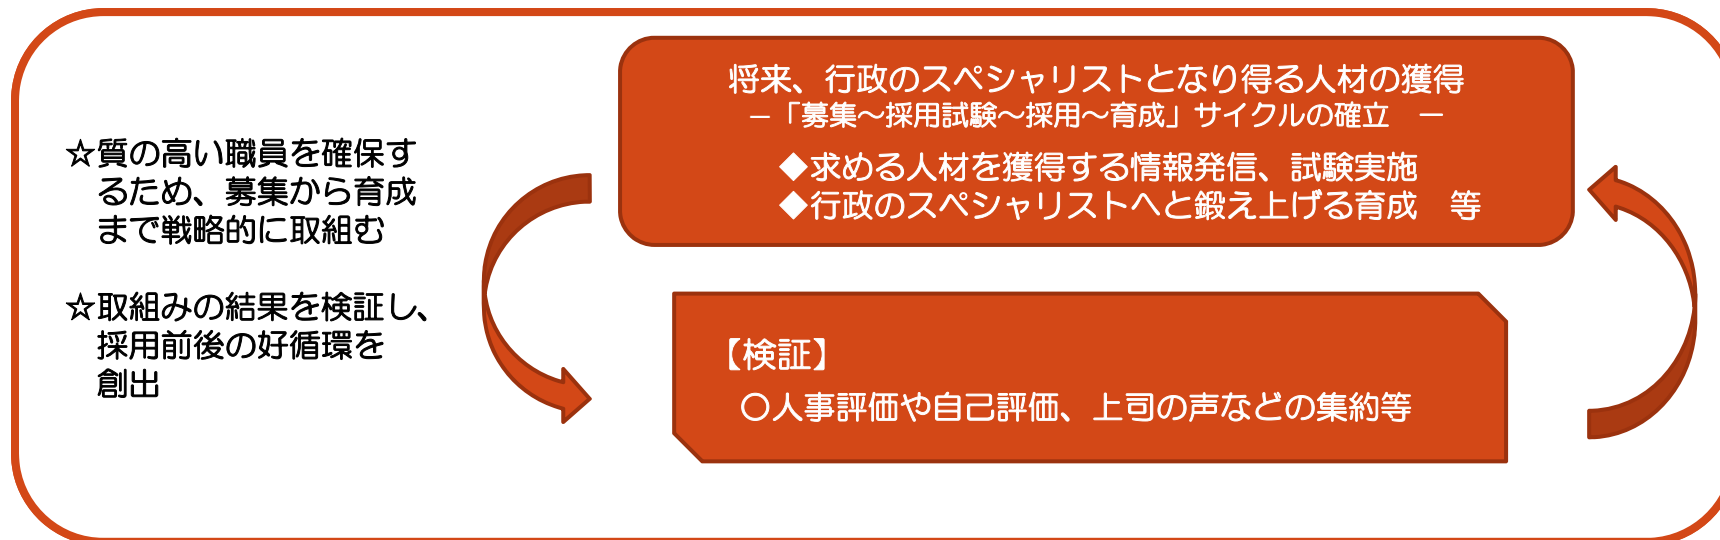 ☆質の高い職員を確保す
るため、募集から育成
まで戦略的に取組む
☆取組みの結果を検証し、
採用前後の好循環を
創出
将来、行政のスペシャリストとなり得る人材の獲得
－「募集～採用試験～採用～育成」サイクルの確立　－
◆求める人材を獲得する情報発信、試験実施
◆行政のスペシャリストへと鍛え上げる育成　等
【検証】
○人事評価や自己評価、上司の声などの集約等